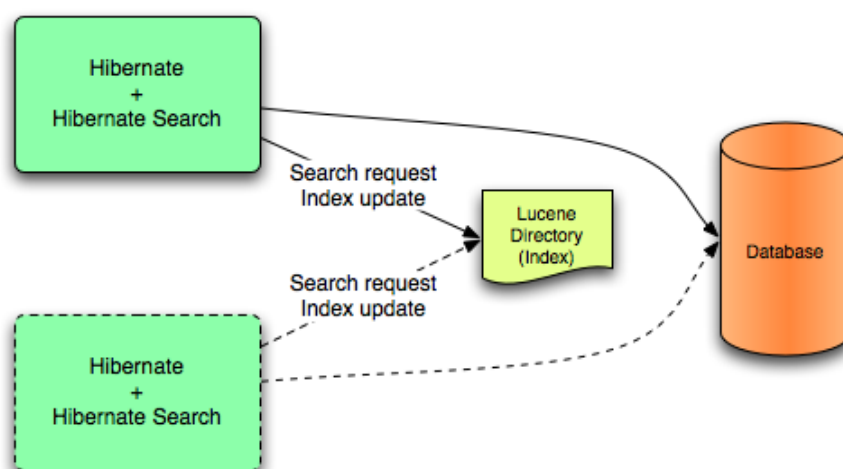 Hibernate
+
Hibernate Search
Search request
Index update
Lucene
Directory
(Index)
Database
Search request
Index update
Hibernate
+
Hibernate Search